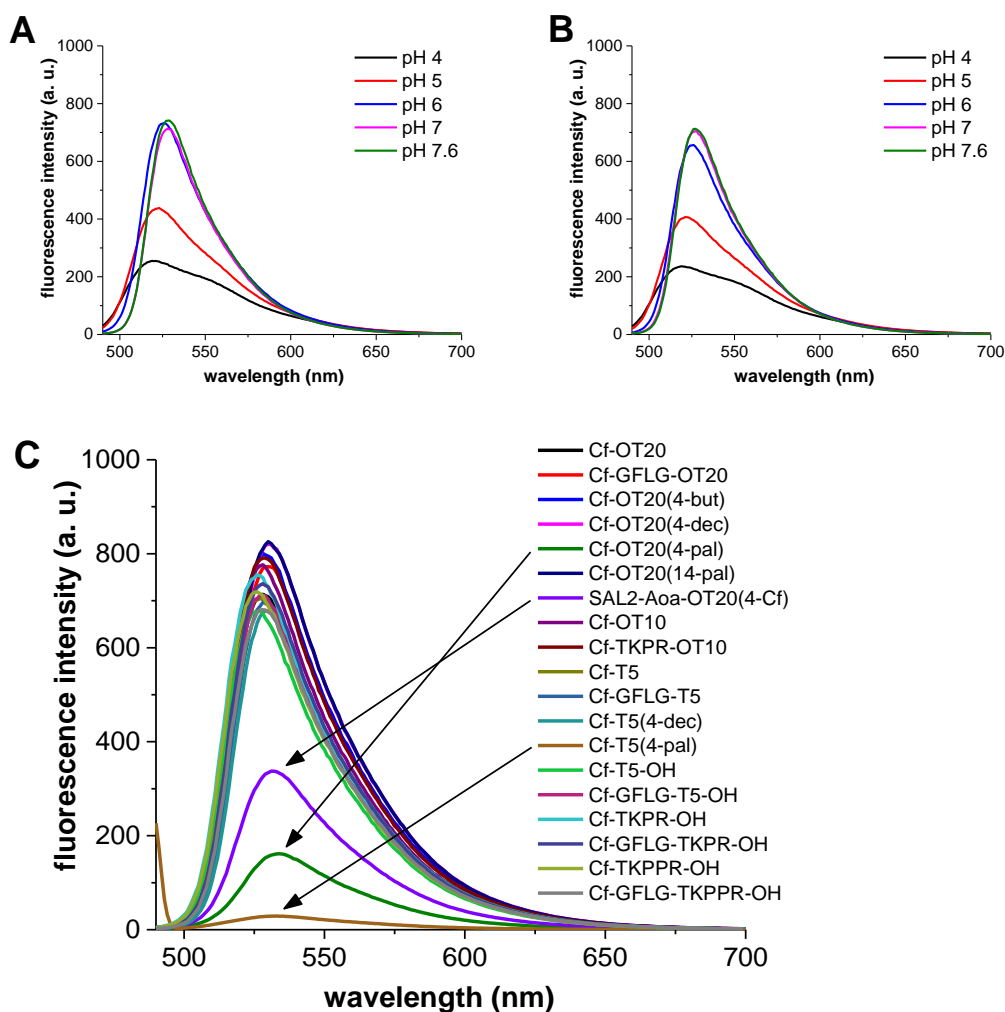 A
fluorescence intensity (a. u.)
1000
800
600
400
200
0
500
550
600
650
700
wavelength (nm)
pH 4
pH 5
pH 6
pH 7
pH 7.6
B
fluorescence intensity (a. u.)
1000
800
600
400
200
0
500
550
600
650
700
wavelength (nm)
pH 4
pH 5
pH 6
pH 7
pH 7.6
C
fluorescence intensity (a. u.)
1000
800
600
400
200
0
500
550
600
650
700
wavelength (nm)
Cf-OT20
Cf-GFLG-OT20
Cf-OT20(4-but)
Cf-OT20(4-dec)
Cf-OT20(4-pal)
Cf-OT20(14-pal)
SAL2-Aoa-OT20(4-Cf)
Cf-OT10
Cf-TKPR-OT10
Cf-T5
Cf-GFLG-T5
Cf-T5(4-dec)
Cf-T5(4-pal)
Cf-T5-OH
Cf-GFLG-T5-OH
Cf-TKPR-OH
Cf-GFLG-TKPR-OH
Cf-TKPPR-OH
Cf-GFLG-TKPPR-OH